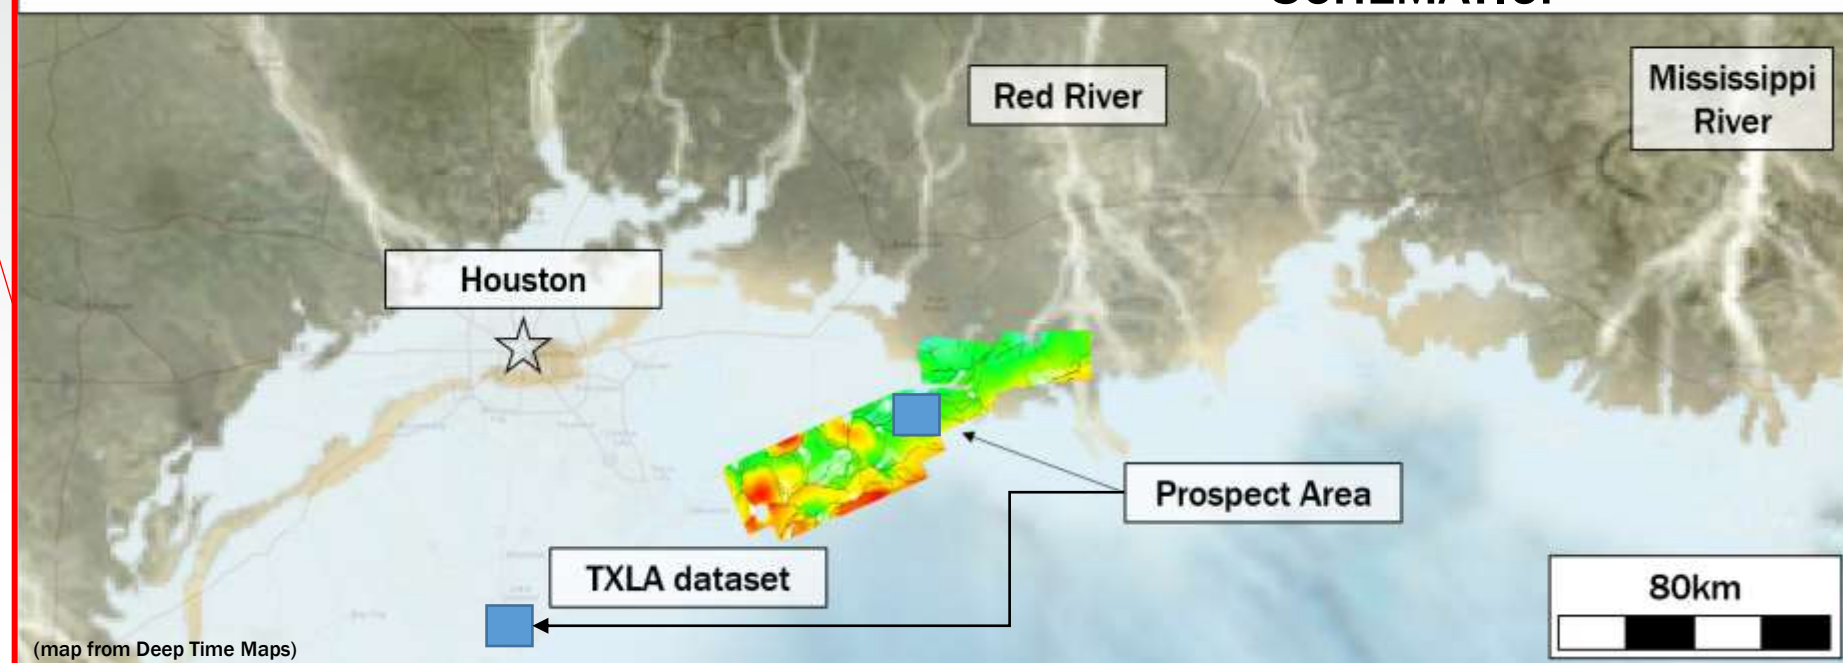 SCHEMATIC.
Red River
Mississippi
River
Houston
Prospect Area
TXLA dataset
80km
(map from Deep Time Maps)